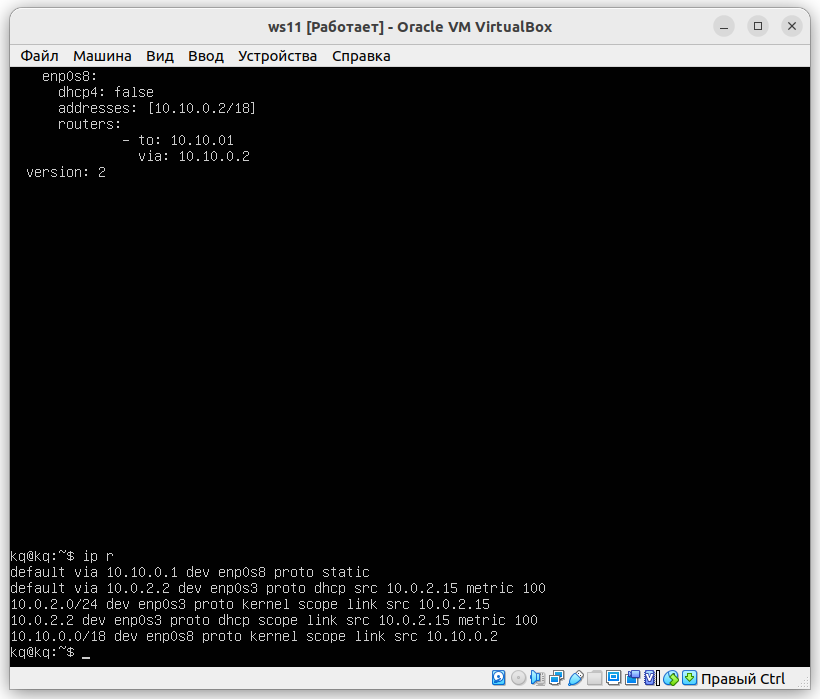 ws11 [Работает] - Oracle VM VirtualBox
Файл Машина Вид Ввод Устройства Справка
enp0s8:
dhcp4: false
addresses: [10.10.0.2/18]
routers:
- to: 10.10.01
via: 10.10.0.2
version: 2
kq@kq:~$ ip r
default via 10.10.0.1 dev enp0s8 proto static
default via 10.0.2.2 dev enp0s3 proto dhcp src 10.0.2.15 metric 100
10.0.2.0/24 dev enp0s3 proto kernel scope link src 10.0.2.15
10.0.2.2 dev enp0s3 proto dhcp scope link src 10.0.2.15 metric 100
10.10.0.0/18 dev enp0s8 proto kernel scope link src 10.10.0.2
kq@kq:~$ _
Правый Ctrl